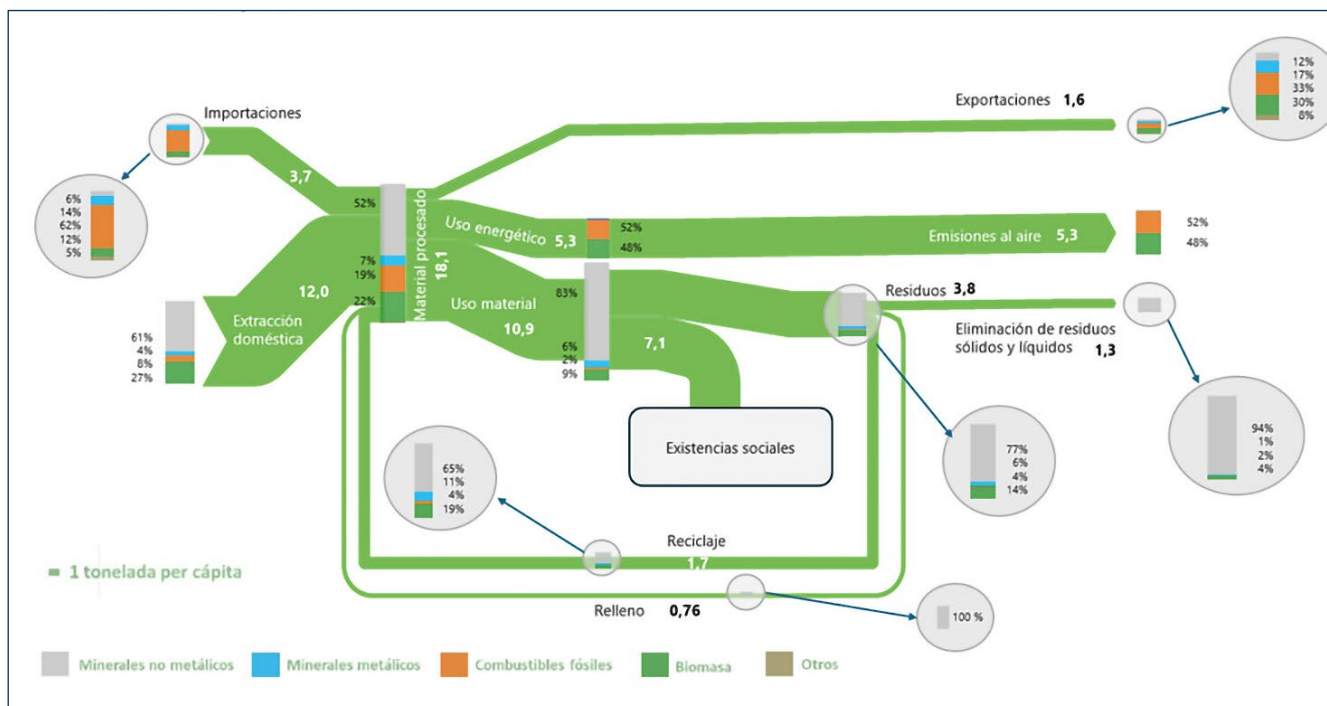 Importaciones
3,7
6%
14%
62%
12%
5%
Extracción
doméstica
12,0
61%
4%
8%
27%
52%
7%
19%
22%
Material procesado
18,1
Uso energético
5,3
52%
48%
Uso material
10,9
83%
6%
2%
9%
7,1
Existencias sociales
Exportaciones 1,6
12%
17%
33%
30%
8%
Emisiones al aire 5,3
52%
48%
Residuos 3,8
Eliminación de residuos
sólidos y líquidos 1,3
94%
1%
2%
4%
77%
6%
4%
14%
65%
11%
4%
19%
Reciclaje
1,7
Relleno 0,76
100 %
1 tonelada per cápita
Minerales no metálicos
Minerales metálicos
Combustibles fósiles
Biomasa
Otros